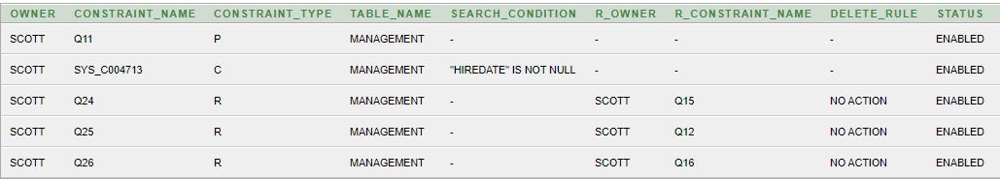 OWNER CONSTRAINT_NAME CONSTRAINT_TYPE TABLE_NAME SEARCH_CONDITION R_OWNER R_CONSTRAINT_NAME DELETE_RULE STATUS
SCOTT Q11 P MANAGEMENT - - - - ENABLED
SCOTT SYS_C004713 C MANAGEMENT "HIREDATE" IS NOT NULL - - - ENABLED
SCOTT Q24 R MANAGEMENT - SCOTT Q15 NO ACTION ENABLED
SCOTT Q25 R MANAGEMENT - SCOTT Q12 NO ACTION ENABLED
SCOTT Q26 R MANAGEMENT - SCOTT Q16 NO ACTION ENABLED